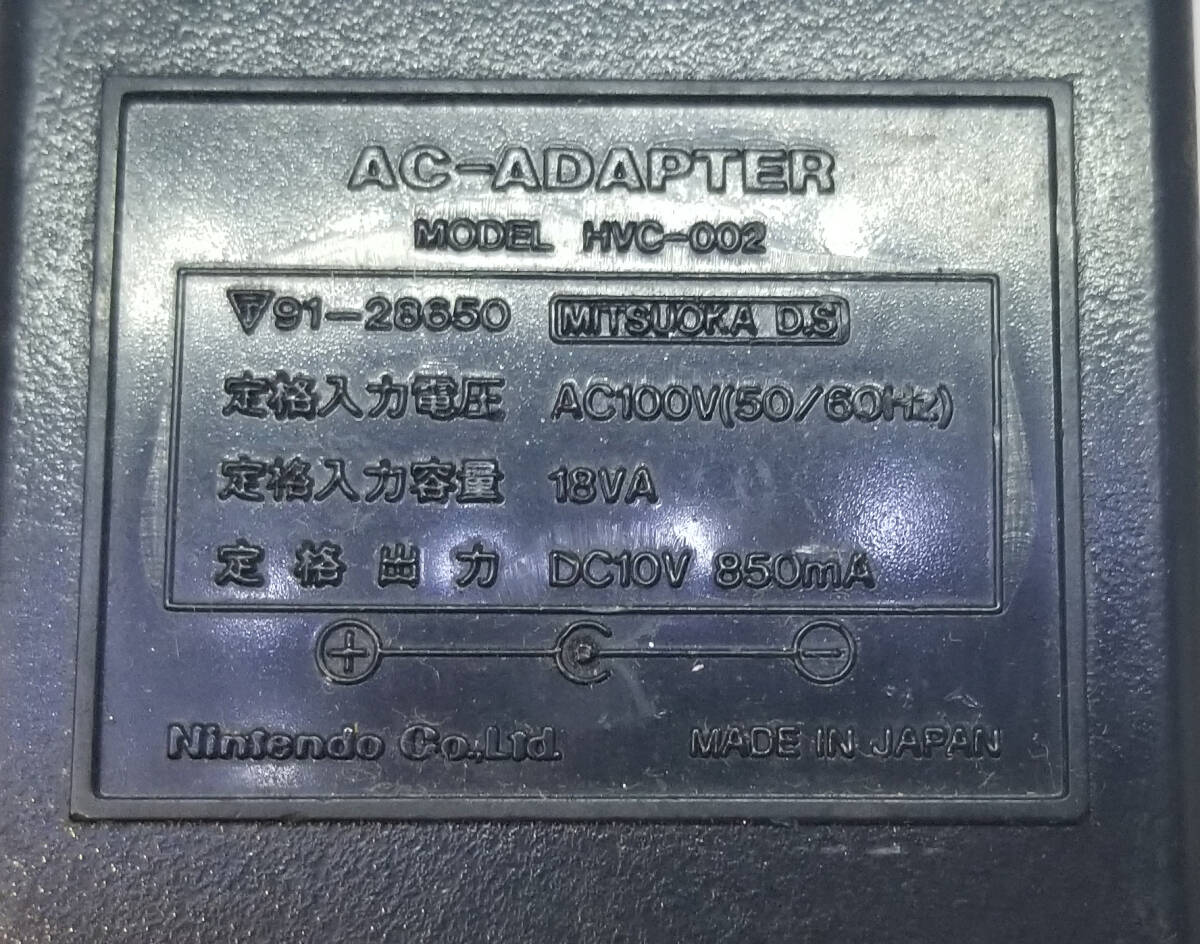 AC-ADAPTER
MODEL HVC-002
91-28650 MITSUOKA D.S
定格入力電圧 AC100V(50/60Hz)
定格入力容量 18VA
定格出力 DC10V 850mA
Nintendo Co.,Ltd.
MADE IN JAPAN